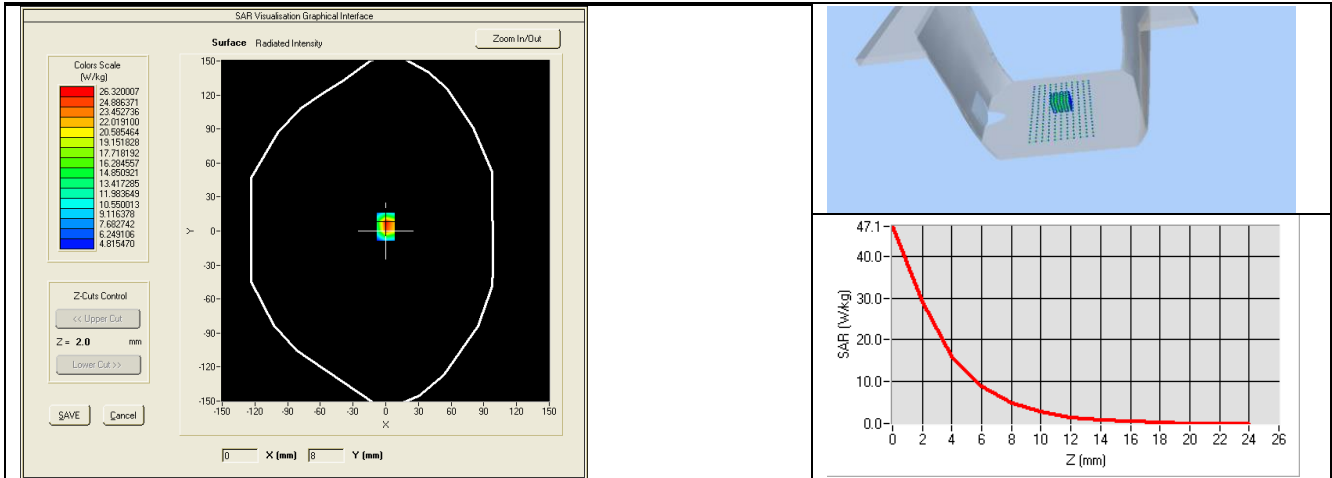 SAR Visualisation Graphical Interface
Surface Radiated Intensity
Zoom In/Out
Colors Scale
(W/kg)
26.320007
24.886371
23.452736
22.019100
20.585464
19.151828
17.718192
16.284557
14.850921
13.417285
11.983649
10.550013
9.116378
7.682742
6.249106
4.815470
Z-Cuts Control
<< Upper Cut
Z = 2.0 mm
Lower Cut >>
SAVE
Cancel
150
120
90
60
30
0
-30
-60
-90
-120
-150
Y
-150 -120 -90 -60 -30 0 30 60 90 120 150
X
0 X (mm) 8 Y (mm)
47.1
40.0
30.0
20.0
10.0
0.0
SAR (W/kg)
0 2 4 6 8 10 12 14 16 18 20 22 24 26
Z (mm)